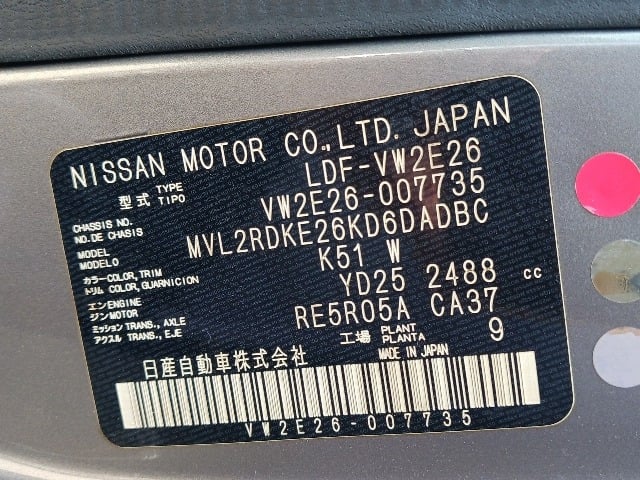 NISSAN MOTOR CO.,LTD. JAPAN
型式 TYPE TIPO LDF-VW2E26
CHASSIS NO. NO.DE CHASIS VW2E26-007735
MODEL MODELO MVL2RDKE26KD6DADBC
カラー COLOR, TRIM トリム COLOR, GUARNICION K51 W
エンジン ENGINE MOTOR YD25 2488 cc
ミッション TRANS., AXLE アクスル TRANS., EJE RE5R05A CA37
工場 PLANT PLANTA 9
日産自動車株式会社 MADE IN JAPAN
VW2E26-007735